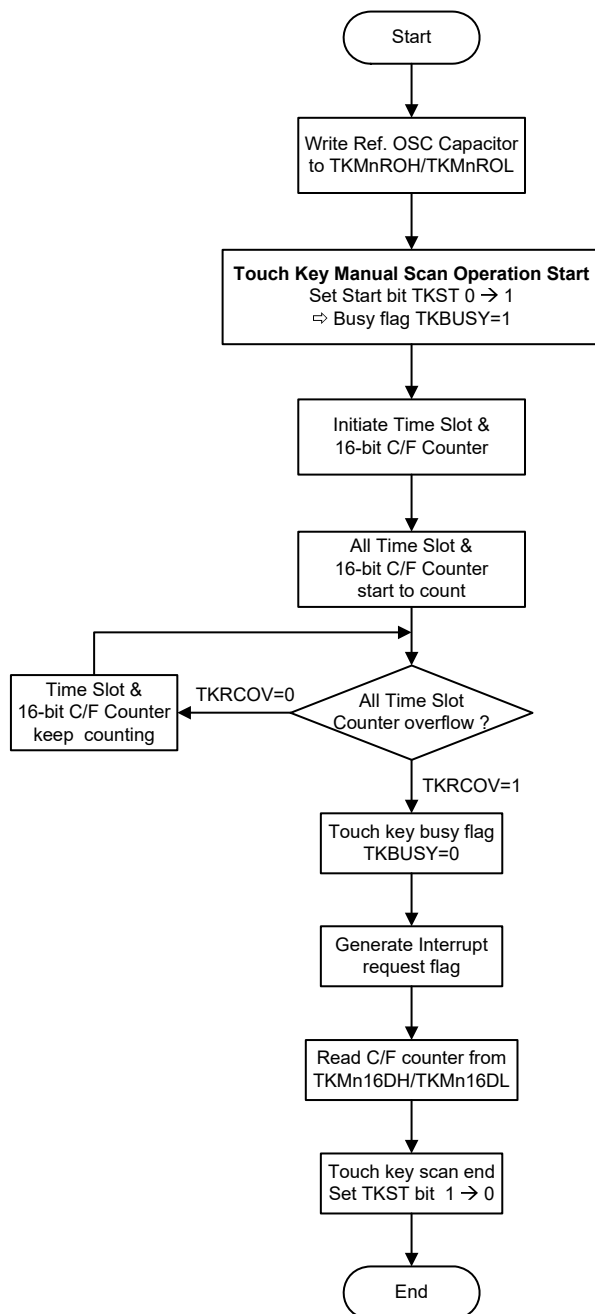 Start
Write Ref. OSC Capacitor
to TKMnROH/TKMnROL
Touch Key Manual Scan Operation Start
Set Start bit TKST 0 → 1
⇨ Busy flag TKBUSY=1
Initiate Time Slot &
16-bit C/F Counter
All Time Slot &
16-bit C/F Counter
start to count
Time Slot &
16-bit C/F Counter
keep counting
TKRCOV=0
All Time Slot
Counter overflow ?
TKRCOV=1
Touch key busy flag
TKBUSY=0
Generate Interrupt
request flag
Read C/F counter from
TKMn16DH/TKMn16DL
Touch key scan end
Set TKST bit 1 → 0
End